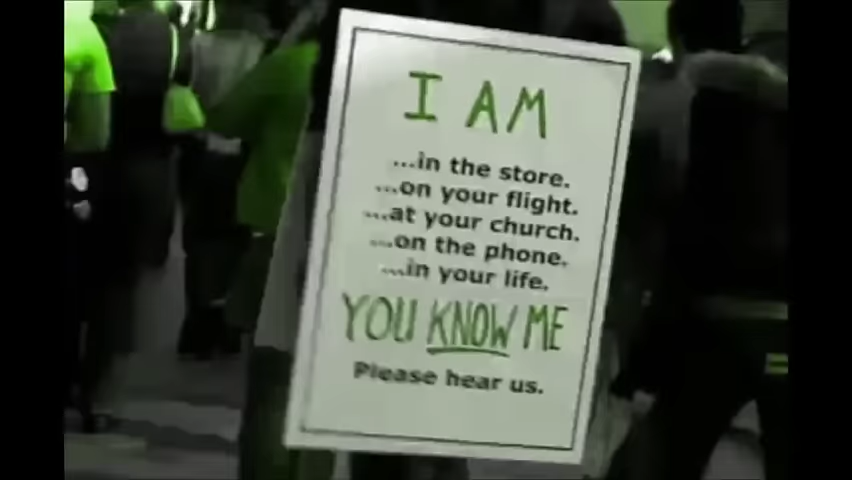 I AM
...in the store.
...on your flight.
...at your church.
...on the phone.
...in your life.
YOU KNOW ME
Please hear us.